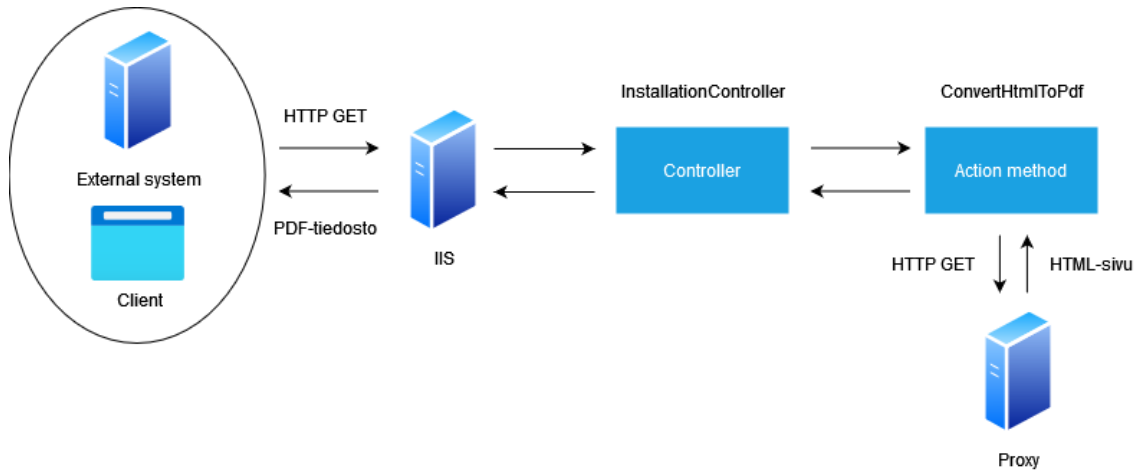 External system
Client
HTTP GET
PDF-tiedosto
IIS
InstallationController
Controller
ConvertHtmlToPdf
Action method
HTTP GET
HTML-sivu
Proxy